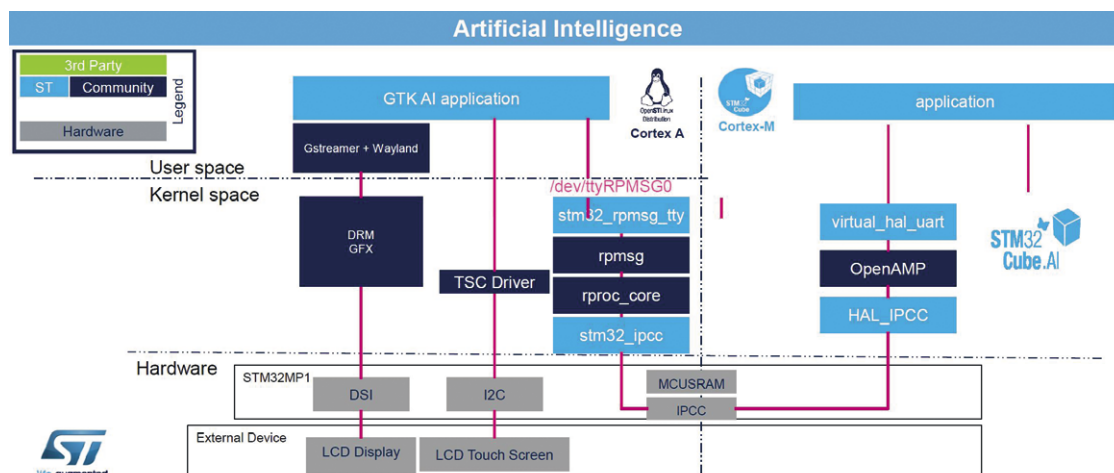 Artificial Intelligence
3rd Party
ST
Community
Legend
Hardware
GTK AI application
OpenSTLinux
Distribution
Cortex A
STM32
Cube
Cortex-M
application
Gstreamer + Wayland
User space
Kernel space
/dev/ttyRPMSG0
DRM
GFX
TSC Driver
stm32_rpmsg_tty
rpmsg
rproc_core
stm32_ipcc
virtual_hal_uart
OpenAMP
HAL_IPCC
STM32
Cube.AI
Hardware
STM32MP1
DSI
I2C
MCUSRAM
IPCC
External Device
LCD Display
LCD Touch Screen
ST